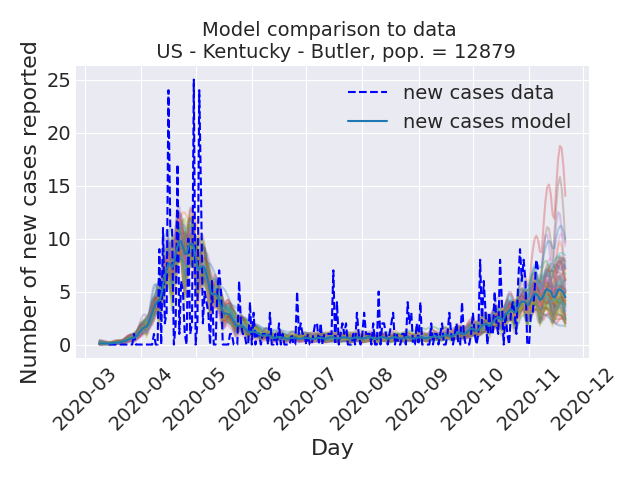 Model comparison to data
US - Kentucky - Butler, pop. = 12879
Number of new cases reported
25
20
15
10
5
0
new cases data
new cases model
2020-03
2020-04
2020-05
2020-06
2020-07
2020-08
2020-09
2020-10
2020-11
2020-12
Day